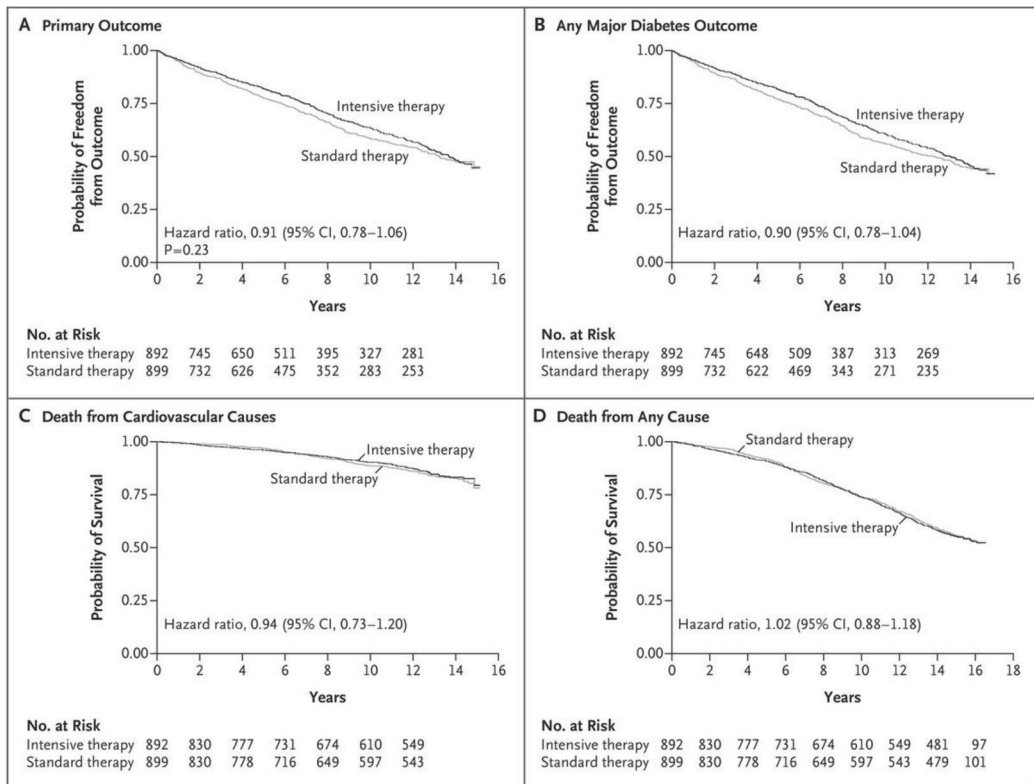 A Primary Outcome
1.00
0.75
0.50
0.25
0.00
Probability of Freedom
from Outcome
Intensive therapy
Standard therapy
Hazard ratio, 0.91 (95% CI, 0.78–1.06)
P=0.23
0 2 4 6 8 10 12 14 16
Years
No. at Risk
Intensive therapy 892 745 650 511 395 327 281
Standard therapy 899 732 626 475 352 283 253
B Any Major Diabetes Outcome
1.00
0.75
0.50
0.25
0.00
Probability of Freedom
from Outcome
Intensive therapy
Standard therapy
Hazard ratio, 0.90 (95% CI, 0.78–1.04)
0 2 4 6 8 10 12 14 16
Years
No. at Risk
Intensive therapy 892 745 648 509 387 313 269
Standard therapy 899 732 622 469 343 271 235
C Death from Cardiovascular Causes
1.00
0.75
0.50
0.25
0.00
Probability of Survival
Intensive therapy
Standard therapy
Hazard ratio, 0.94 (95% CI, 0.73–1.20)
0 2 4 6 8 10 12 14 16
Years
No. at Risk
Intensive therapy 892 830 777 731 674 610 549
Standard therapy 899 830 778 716 649 597 543
D Death from Any Cause
1.00
0.75
0.50
0.25
0.00
Probability of Survival
Standard therapy
Intensive therapy
Hazard ratio, 1.02 (95% CI, 0.88–1.18)
0 2 4 6 8 10 12 14 16 18
Years
No. at Risk
Intensive therapy 892 830 777 731 674 610 549 481 97
Standard therapy 899 830 778 716 649 597 543 479 101